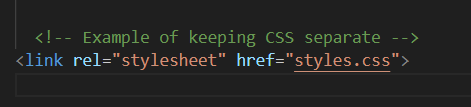 <!-- Example of keeping CSS separate -->
<link rel="stylesheet" href="styles.css">